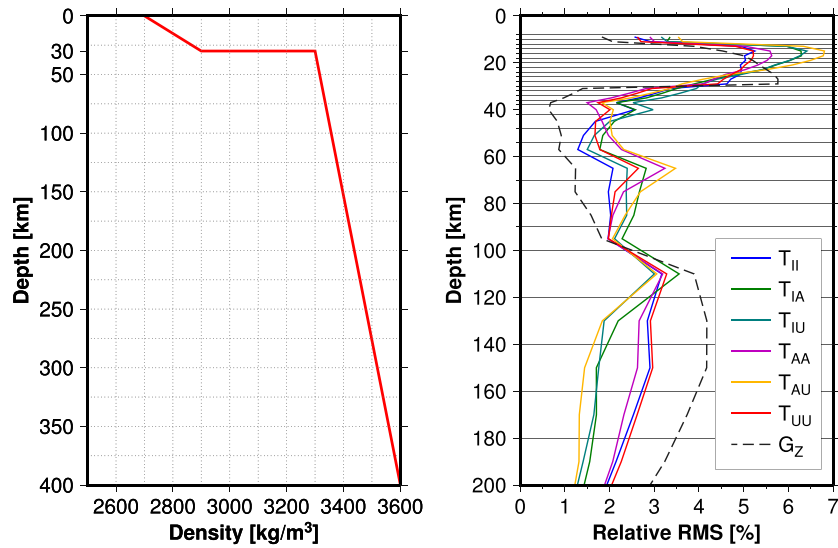 0
30
50
100
150
200
250
300
350
400
Depth [km]
2600 2800 3000 3200 3400 3600
Density [kg/m³]
0
20
40
60
80
100
120
140
160
180
200
Depth [km]
0 1 2 3 4 5 6 7
Relative RMS [%]
T_II
T_IA
T_IU
T_AA
T_AU
T_UU
G_Z